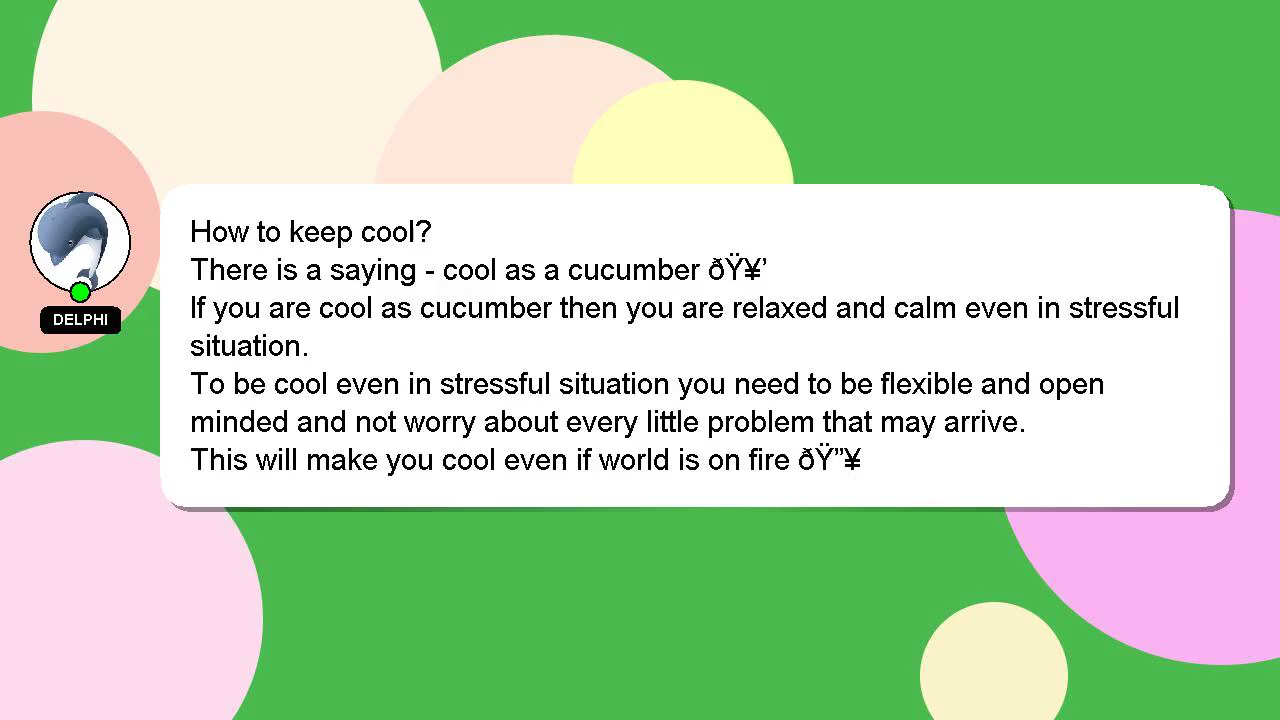 How to keep cool?
There is a saying - cool as a cucumber ðŸ¥’
If you are cool as cucumber then you are relaxed and calm even in stressful
situation.
To be cool even in stressful situation you need to be flexible and open
minded and not worry about every little problem that may arrive.
This will make you cool even if world is on fire ðŸ”¥
DELPHI